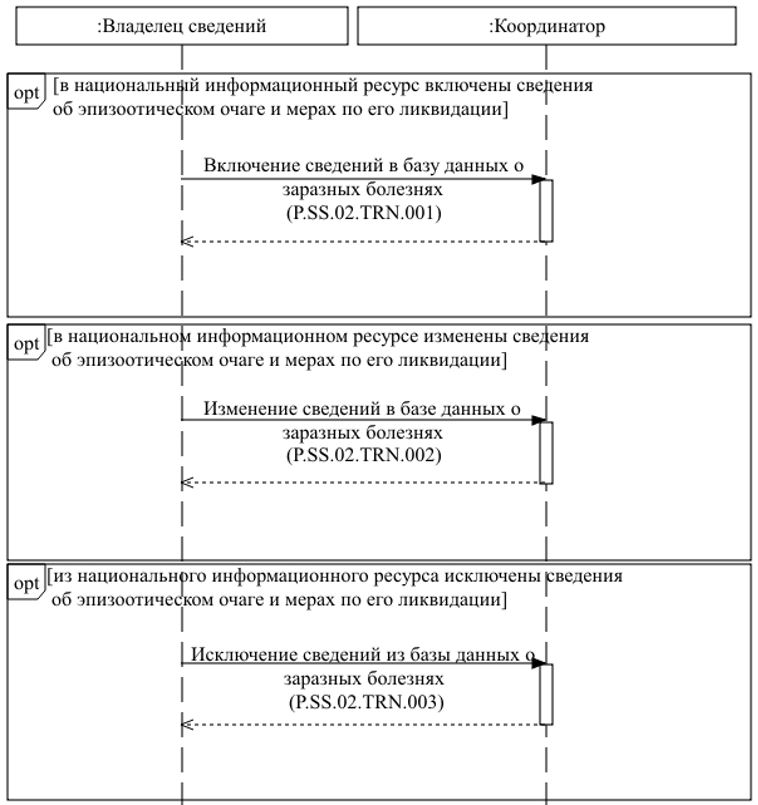 :Владелец сведений
:Координатор
opt
[в национальный информационный ресурс включены сведения
об эпизоотическом очаге и мерах по его ликвидации]
Включение сведений в базу данных о
заразных болезнях
(P.SS.02.TRN.001)
opt
[в национальном информационном ресурсе изменены сведения
об эпизоотическом очаге и мерах по его ликвидации]
Изменение сведений в базе данных о
заразных болезнях
(P.SS.02.TRN.002)
opt
[из национального информационного ресурса исключены сведения
об эпизоотическом очаге и мерах по его ликвидации]
Исключение сведений из базы данных о
заразных болезнях
(P.SS.02.TRN.003)